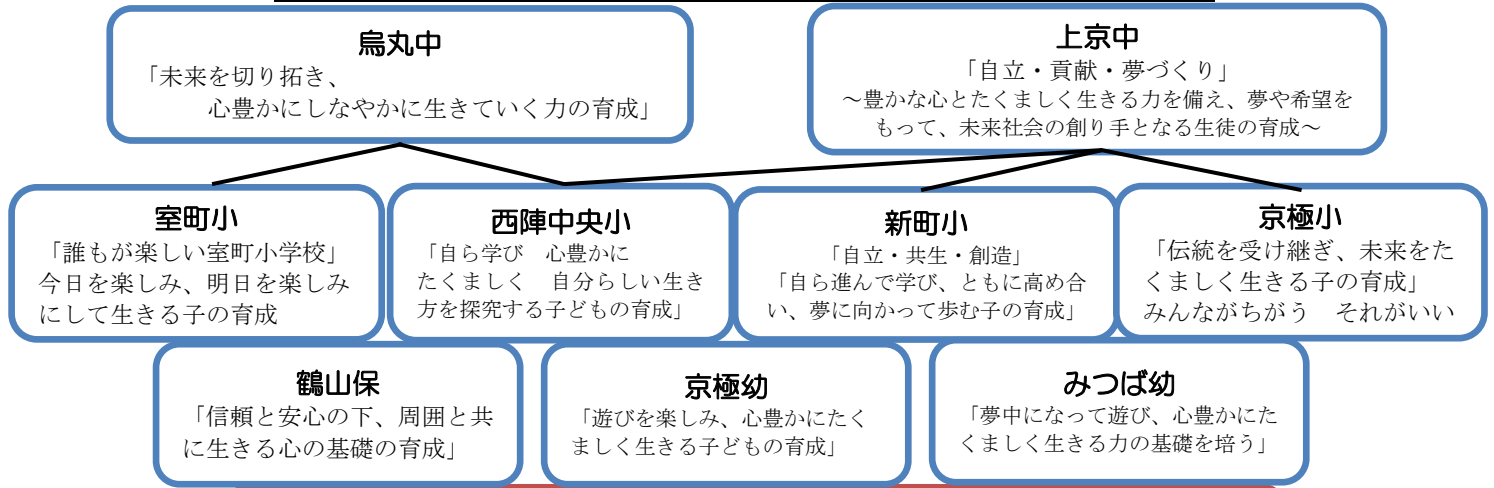 烏丸中
「未来を切り拓き、
心豊かにしなやかに生きていく力の育成」
上京中
「自立・貢献・夢づくり」
～豊かな心とたくましく生きる力を備え、夢や希望を
もって、未来社会の創り手となる生徒の育成～
室町小
「誰もが楽しい室町小学校」
今日を楽しみ、明日を楽しみ
にして生きる子の育成
西陣中央小
「自ら学び　心豊かに
たくましく　自分らしい生き
方を探究する子どもの育成」
新町小
「自立・共生・創造」
「自ら進んで学び、ともに高め合
い、夢に向かって歩む子の育成」
京極小
「伝統を受け継ぎ、未来をた
くましく生きる子の育成」
みんながちがう　それがいい
鶴山保
「信頼と安心の下、周囲と共
に生きる心の基礎の育成」
京極幼
「遊びを楽しみ、心豊かにたく
ましく生きる子どもの育成」
みつば幼
「夢中になって遊び、心豊かにた
くましく生きる力の基礎を培う」